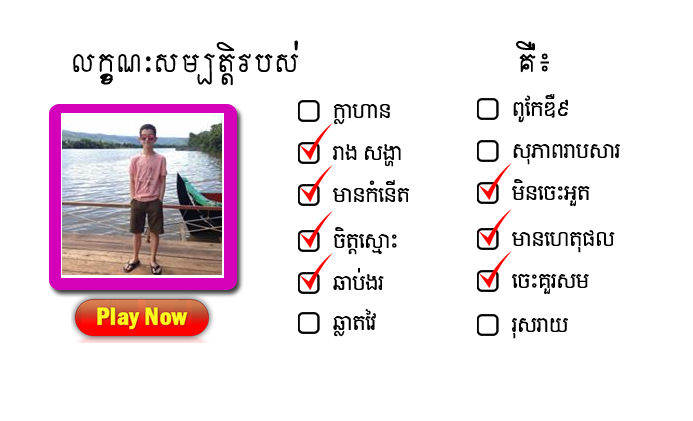 លក្ខណៈសម្បត្តិរបស់ គឺ៖
ក្លាហាន
រាង សង្ហា
មានកំនើត
ចិត្តស្មោះ
ឆាប់ងរ
ឆ្លាតវៃ
ពូកែឌឺ៩
សុភាពរាបសារ
មិនចេះអួត
មានហេតុផល
ចេះគួរសម
រុសរាយ
Play Now